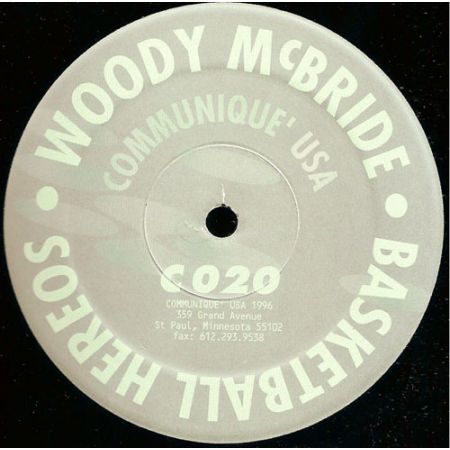 WOODY McBRIDE •
BASKETBALL HEREOS •
COMMUNIQUE' USA
C020
COMMUNIQUE' USA 1996
359 Grand Avenue
St Paul, Minnesota 55102
fax: 612.293.9538